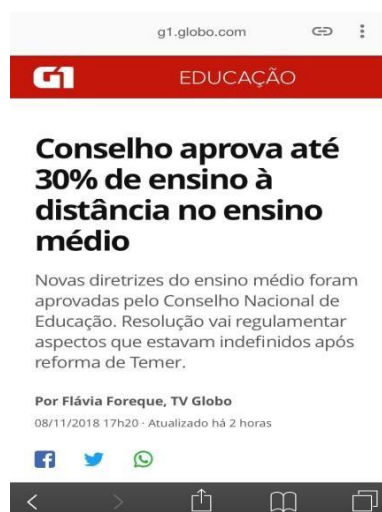 g1.globo.com
G1 EDUCAÇÃO
Conselho aprova até
30% de ensino à
distância no ensino
médio
Novas diretrizes do ensino médio foram
aprovadas pelo Conselho Nacional de
Educação. Resolução vai regulamentar
aspectos que estavam indefinidos após
reforma de Temer.
Por Flávia Foreque, TV Globo
08/11/2018 17h20 · Atualizado há 2 horas